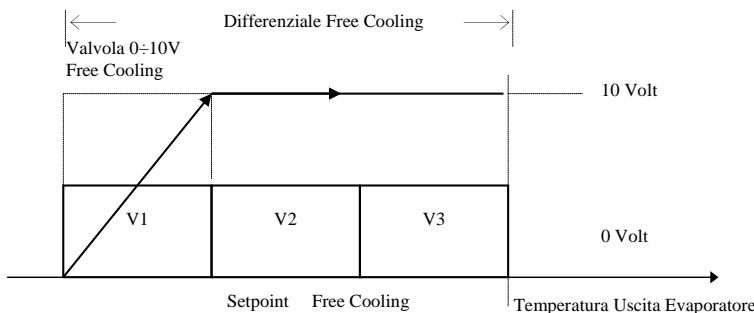 Differenziale Free Cooling
Valvola 0÷10V
Free Cooling
10 Volt
V1
V2
V3
0 Volt
Setpoint Free Cooling
Temperatura Uscita Evaporatore